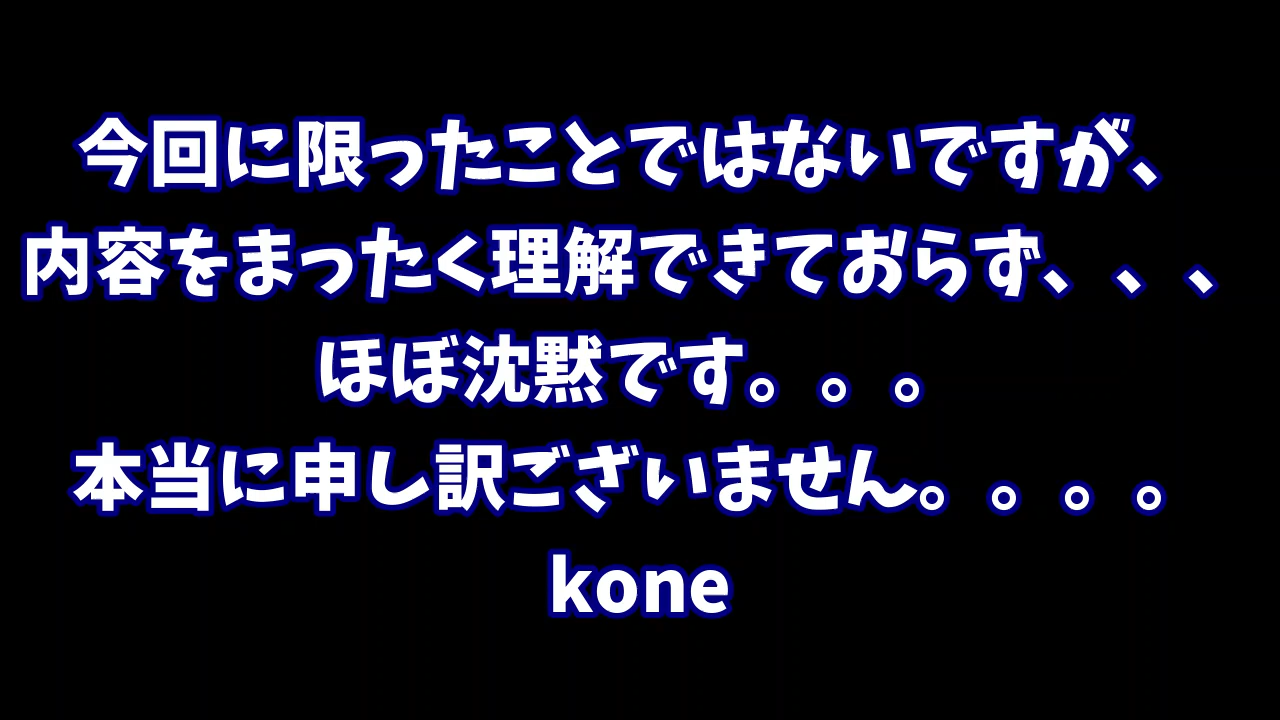 今回に限ったことではないですが、
内容をまったく理解できておらず、、、
ほぼ沈黙です。。。
本当に申し訳ございません。。。。
kone